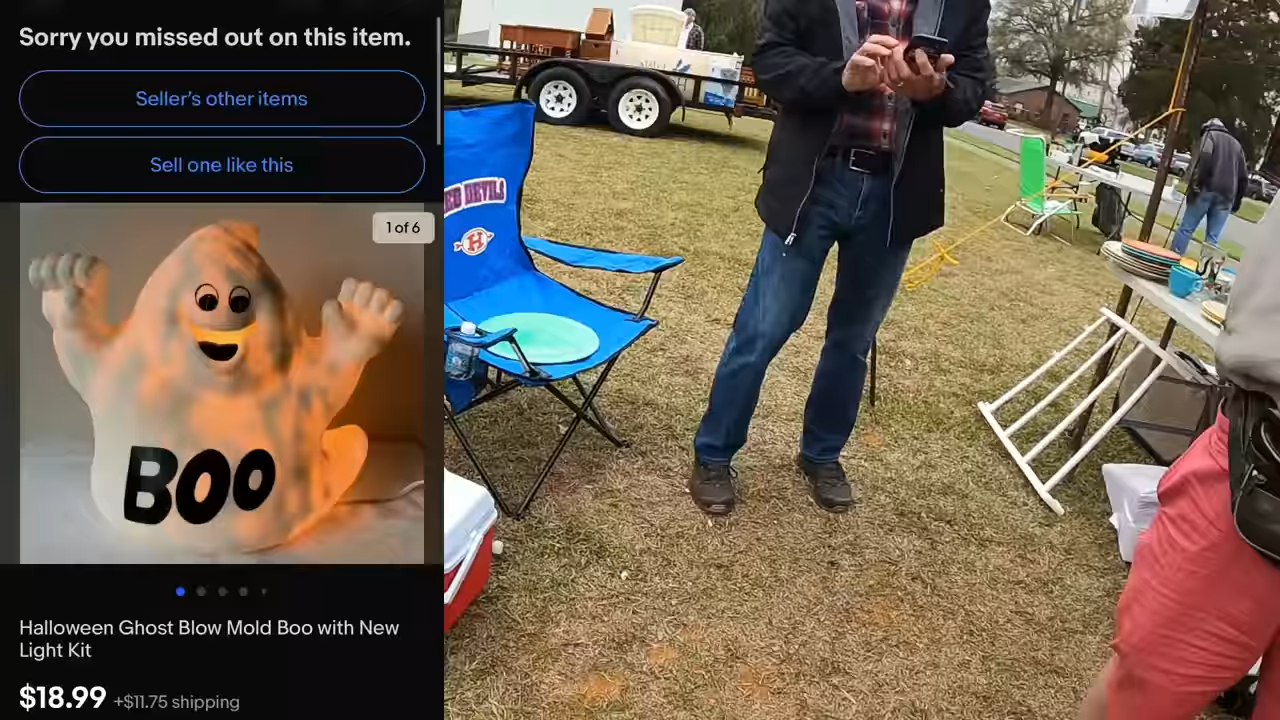 Sorry you missed out on this item.
Seller's other items
Sell one like this
1 of 6
BOO
Halloween Ghost Blow Mold Boo with New
Light Kit
$18.99 +$11.75 shipping
DEVILS
H